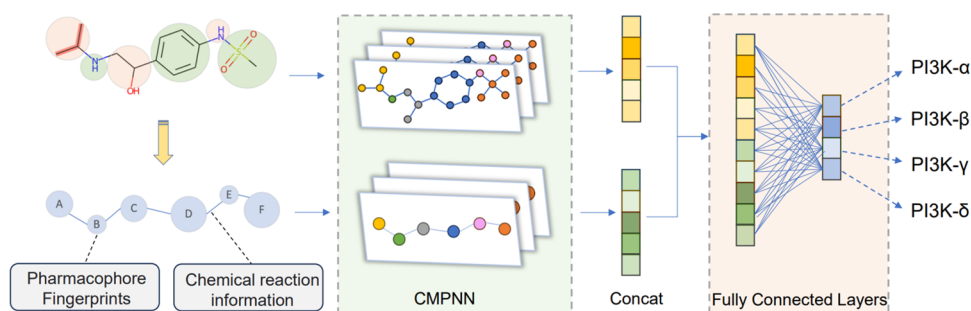 H
N
O
S
O
N
H
OH
A
B
C
D
E
F
Pharmacophore
Fingerprints
Chemical reaction
information
CMPNN
Concat
Fully Connected Layers
PI3K-α
PI3K-β
PI3K-γ
PI3K-δ